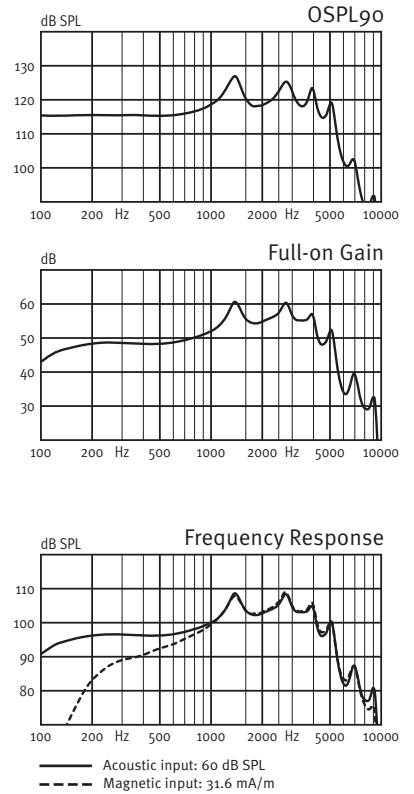 OSPL90
dB SPL
130
120
110
100
100 200 Hz 500 1000 2000 Hz 5000 10000
Full-on Gain
dB
60
50
40
30
100 200 Hz 500 1000 2000 Hz 5000 10000
Frequency Response
dB SPL
110
100
90
80
100 200 Hz 500 1000 2000 Hz 5000 10000
Acoustic input: 60 dB SPL
Magnetic input: 31.6 mA/m